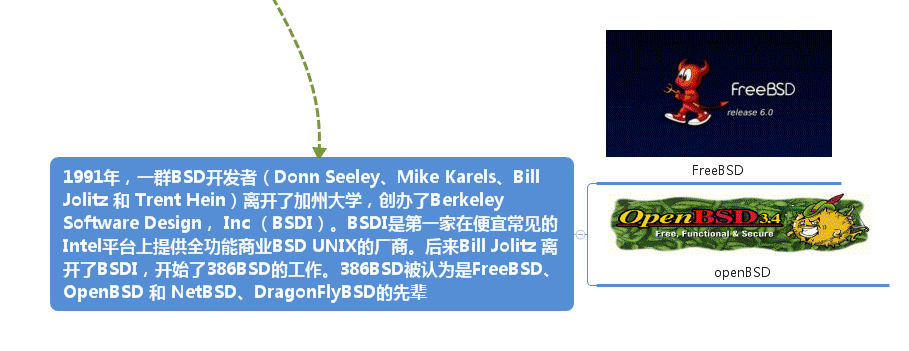 1991年，一群BSD开发者（Donn Seeley、Mike Karels、Bill
Jolitz 和 Trent Hein）离开了加州大学，创办了Berkeley
Software Design， Inc（BSDI）。BSDI是第一家在便宜常见的
Intel平台上提供全功能商业BSD UNIX的厂商。后来Bill Jolitz 离
开了BSDI，开始了386BSD的工作。386BSD被认为是FreeBSD、
OpenBSD 和 NetBSD、DragonFlyBSD的先辈
FreeBSD
release 6.0
FreeBSD
OpenBSD 3.4
Free, Functional & Secure
openBSD